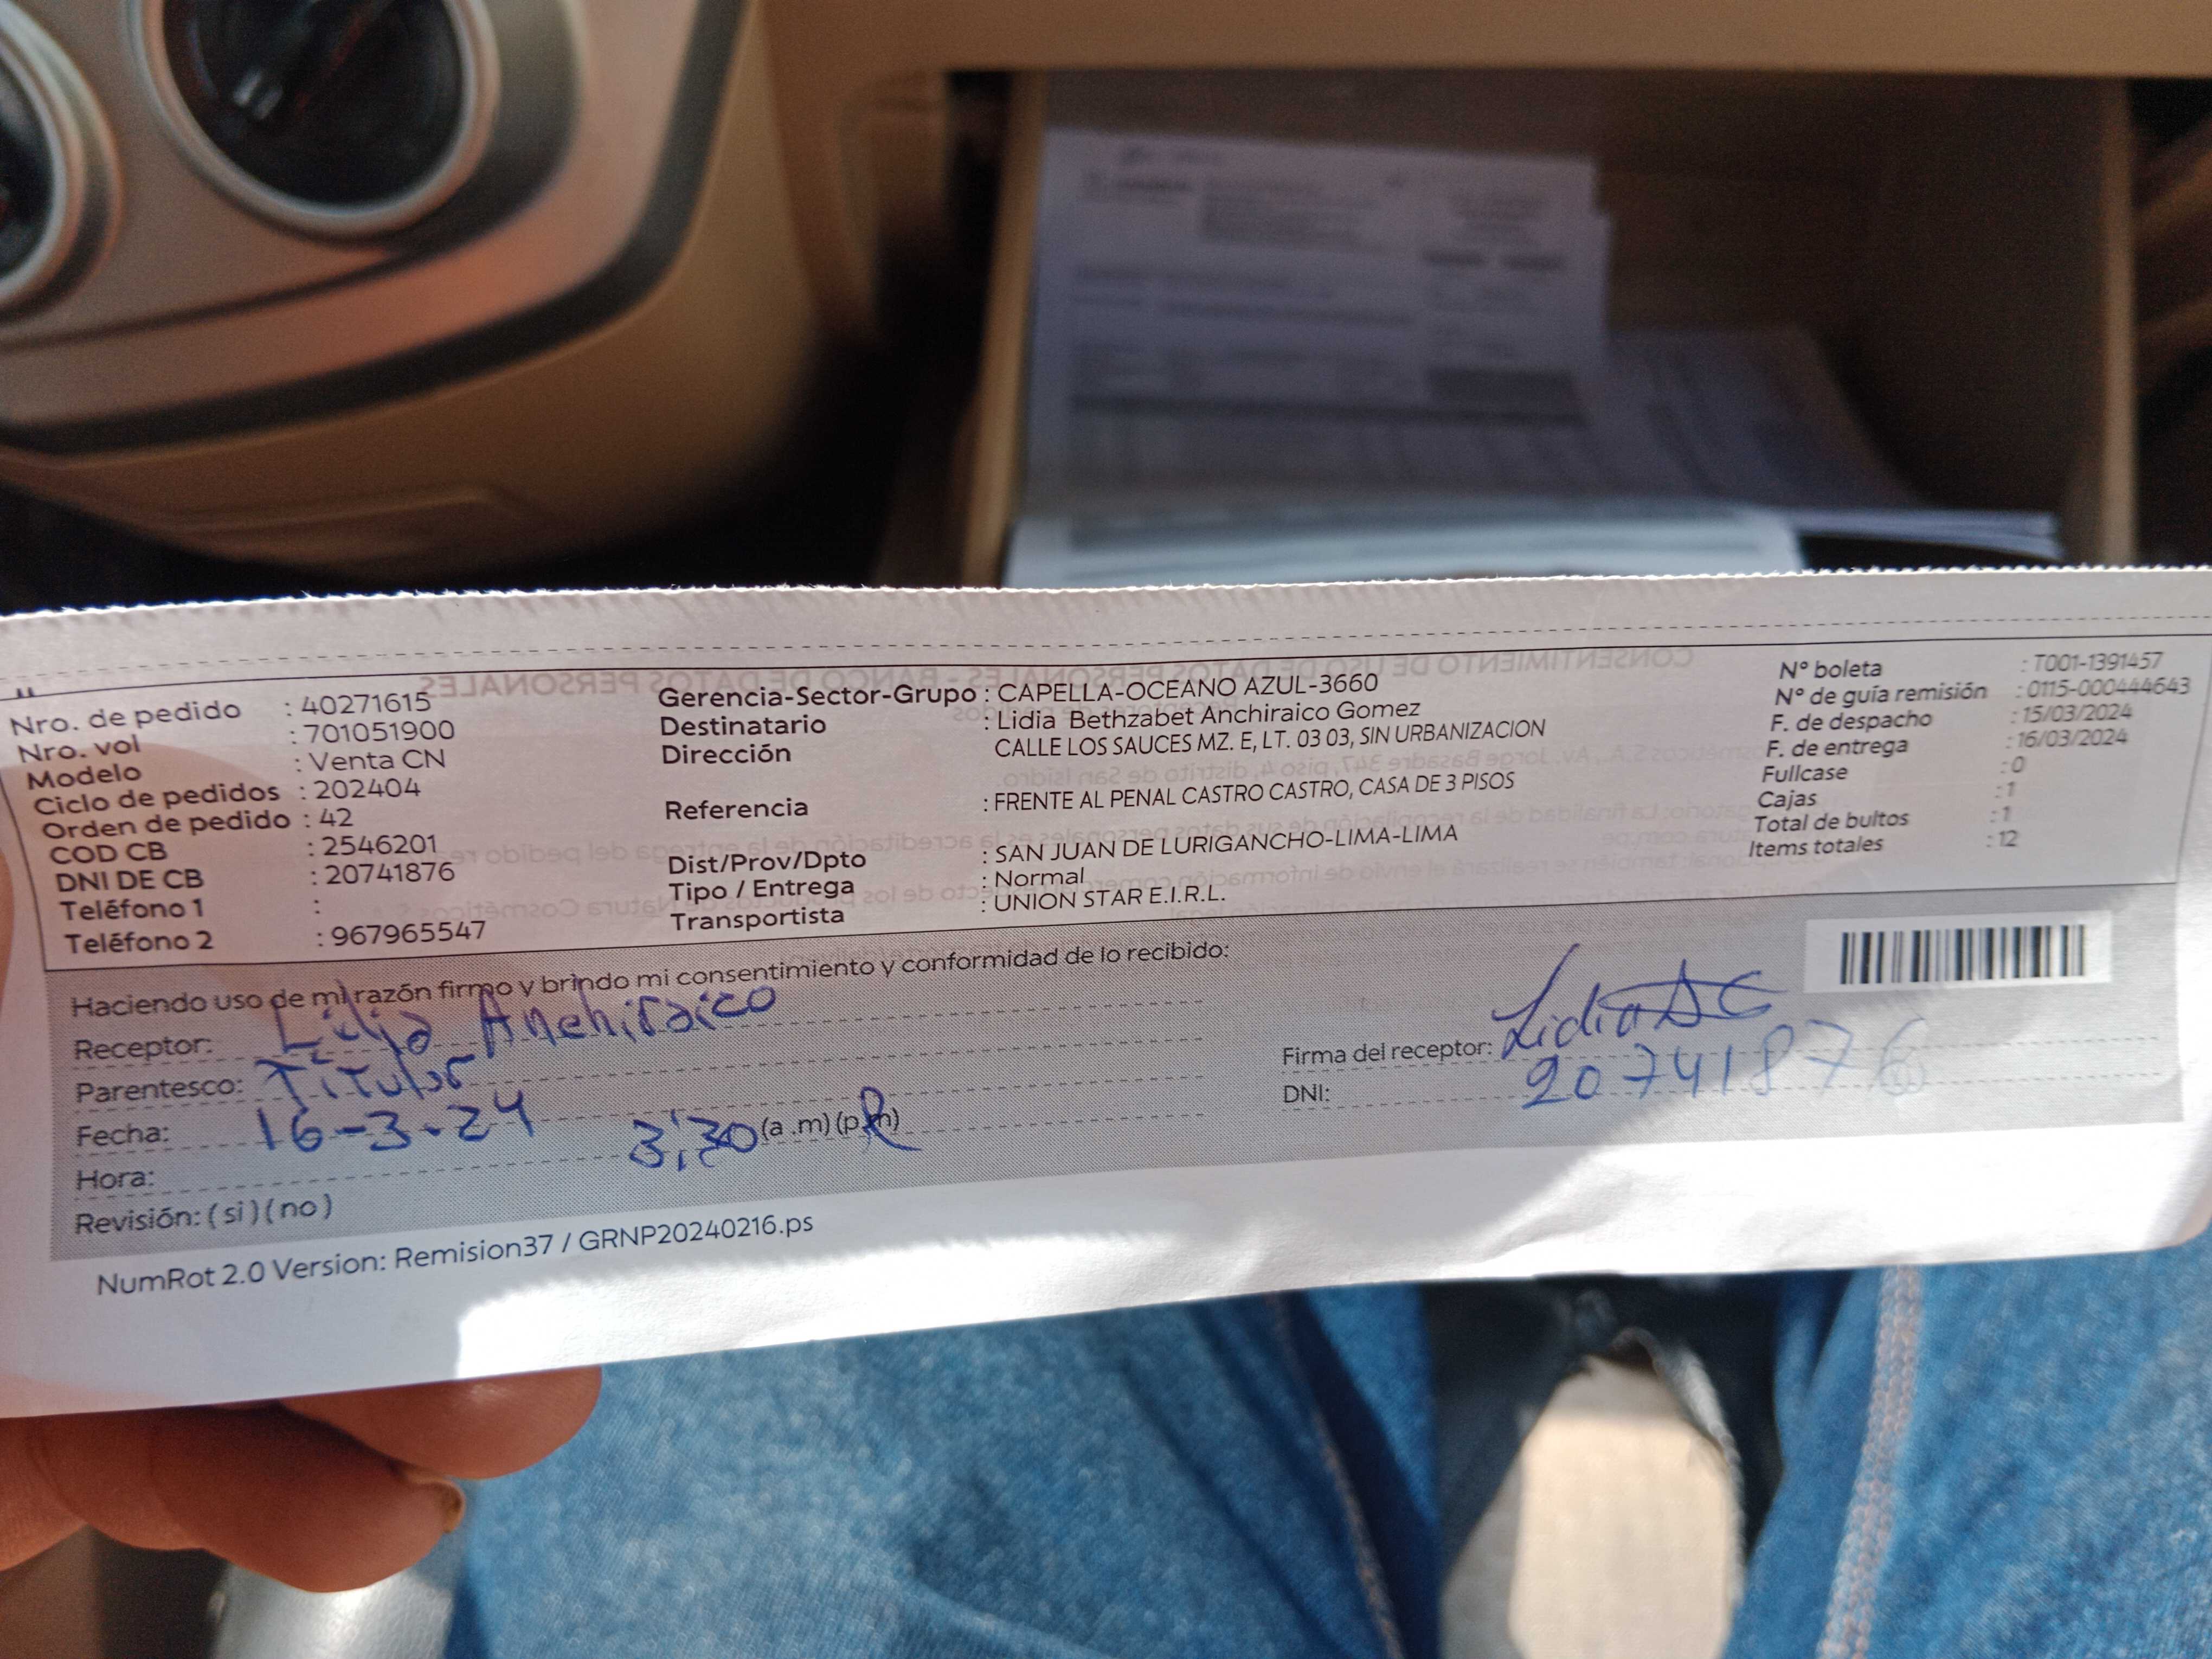 Nro. de pedido : 40271615
Nro. vol : 701051900
Modelo : Venta CN
Ciclo de pedidos : 202404
Orden de pedido : 42
COD CB : 2546201
DNI DE CB : 20741876
Teléfono 1 :
Teléfono 2 : 967965547
Gerencia-Sector-Grupo : CAPELLA-OCEANO AZUL-3660
Destinatario : Lidia Bethzabet Anchiraico Gomez
Dirección CALLE LOS SAUCES MZ. E, LT. 03 03, SIN URBANIZACION
Referencia : FRENTE AL PENAL CASTRO CASTRO, CASA DE 3 PISOS
Dist/Prov/Dpto : SAN JUAN DE LURIGANCHO-LIMA-LIMA
Tipo / Entrega : Normal
Transportista : UNION STAR E.I.R.L.
N° boleta : T001-1391457
N° de guía remisión : 0115-000444643
F. de despacho : 15/03/2024
F. de entrega : 16/03/2024
Fullcase : 0
Cajas : 1
Total de bultos : 1
Items totales : 12
Haciendo uso de mi razón firmo y brindo mi consentimiento y conformidad de lo recibido:
Receptor: Lidia Anchiraico
Parentesco: Titular
Fecha: 16-3-24
Hora: 3:30 (a .m) (p.m)
Revisión: ( si ) ( no )
Firma del receptor: Lidia AG
DNI: 20741876
NumRot 2.0 Version: Remision37 / GRNP20240216.ps